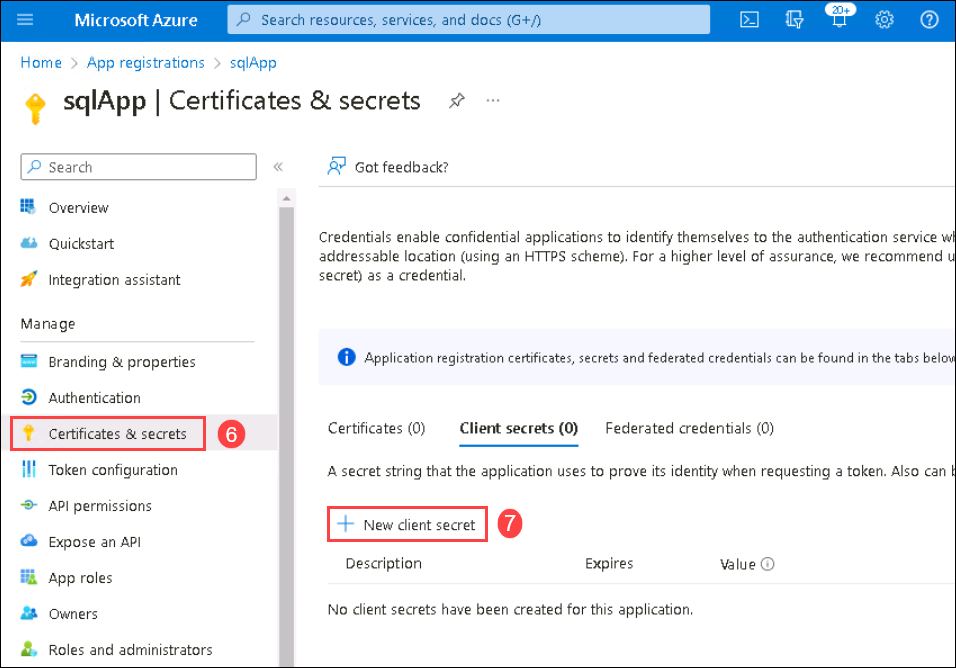 Microsoft Azure
Search resources, services, and docs (G+/)
20+
Home > App registrations > sqlApp
sqlApp | Certificates & secrets
Search
Got feedback?
Overview
Quickstart
Integration assistant
Manage
Branding & properties
Authentication
Certificates & secrets
6
Token configuration
API permissions
Expose an API
App roles
Owners
Roles and administrators
Credentials enable confidential applications to identify themselves to the authentication service
addressable location (using an HTTPS scheme). For a higher level of assurance, we recommend
secret) as a credential.
Application registration certificates, secrets and federated credentials can be found in the tabs below
Certificates (0)
Client secrets (0)
Federated credentials (0)
A secret string that the application uses to prove its identity when requesting a token. Also can
New client secret
7
Description
Expires
Value
No client secrets have been created for this application.